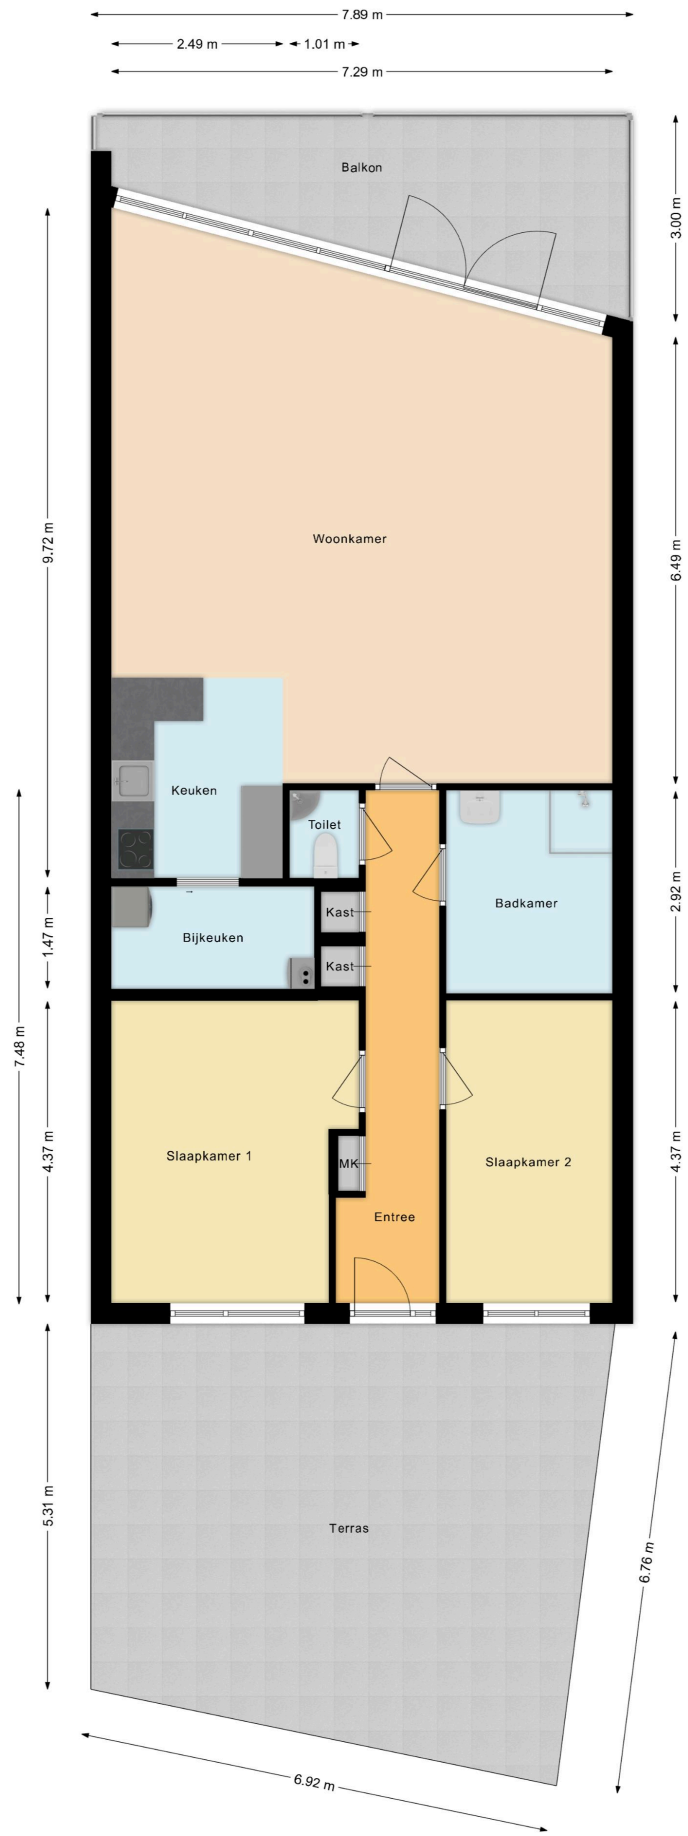 7.89 m
2.49 m
1.01 m
7.29 m
Balkon
3.00 m
9.72 m
Woonkamer
6.49 m
Keuken
Toilet
Badkamer
2.92 m
Kast
Bijkeuken
1.47 m
Kast
7.48 m
4.37 m
Slaapkamer 1
MK
Slaapkamer 2
4.37 m
Entree
5.31 m
Terras
6.76 m
6.92 m